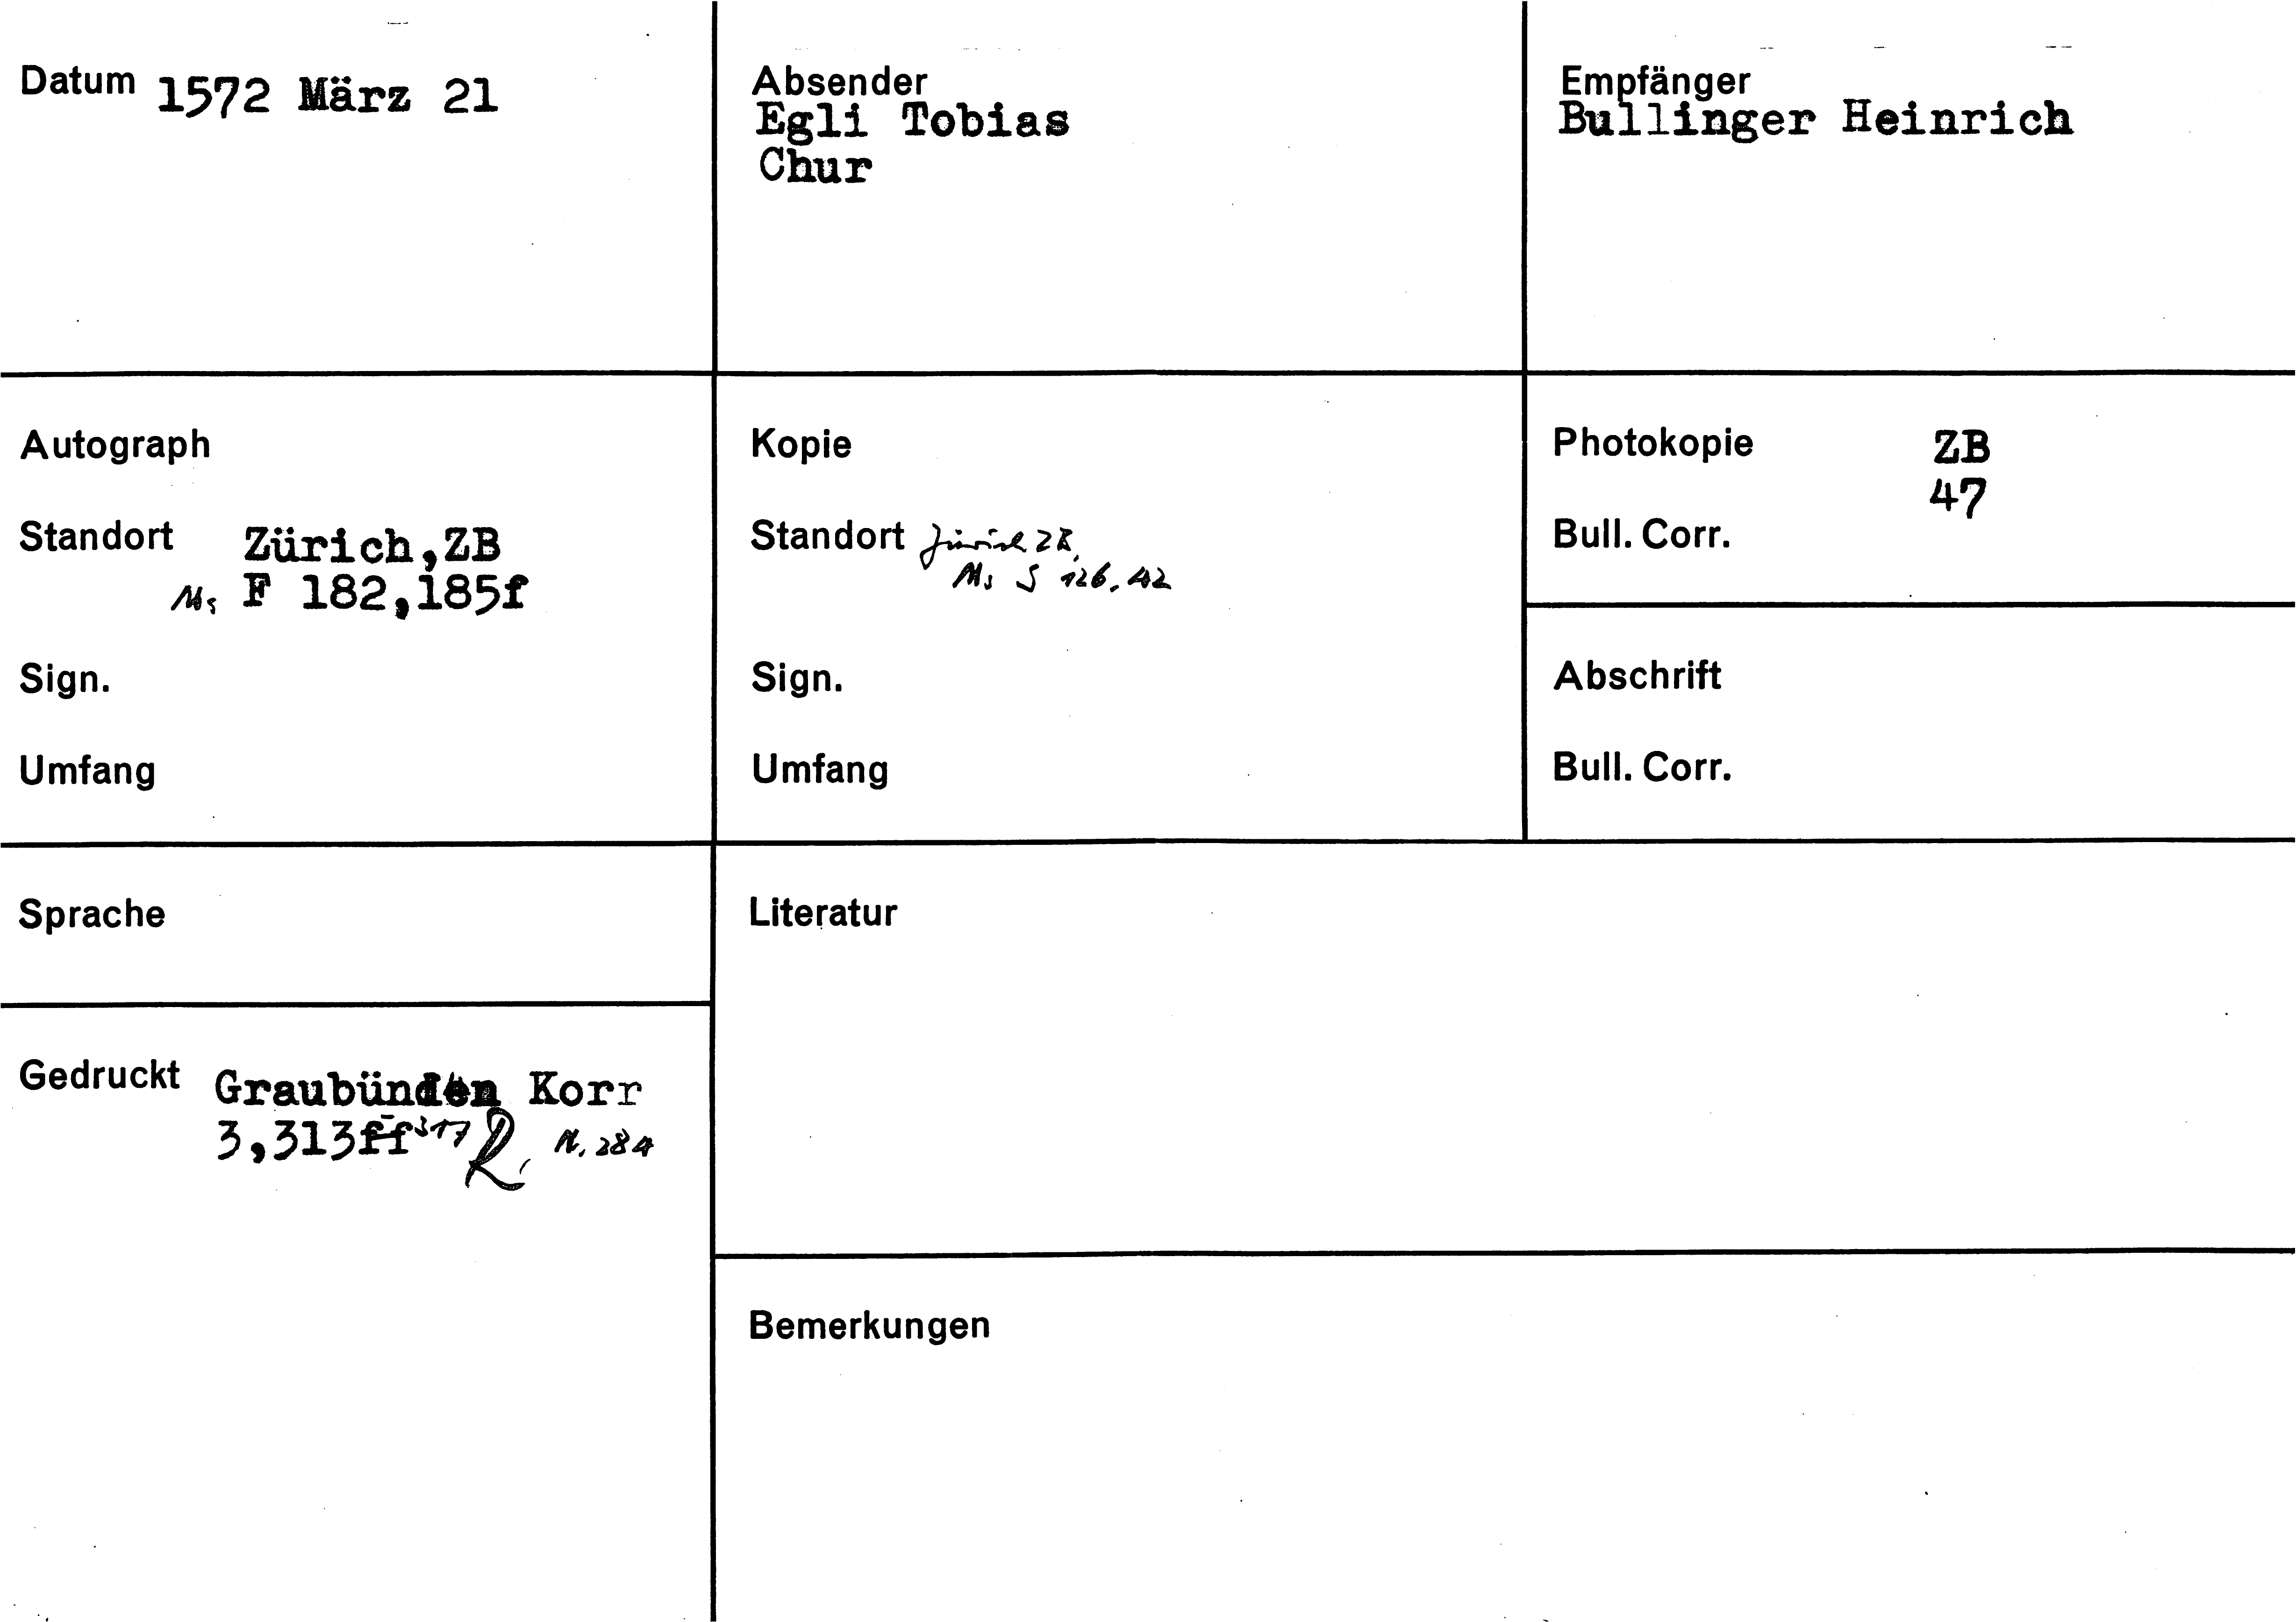 Datum 1572 März 21
Absender
Egli Tobias
Chur
Empfänger
Bullinger Heinrich
Autograph
Standort Zürich,ZB
Ms F 182,185f
Sign.
Umfang
Kopie
Standort Zürich ZB,
Ms S 126, 42
Sign.
Umfang
Photokopie ZB
47
Bull. Corr.
Abschrift
Bull. Corr.
Sprache
Gedruckt Graubünden Korr
3,313ff-317 R, N. 284
Literatur
Bemerkungen